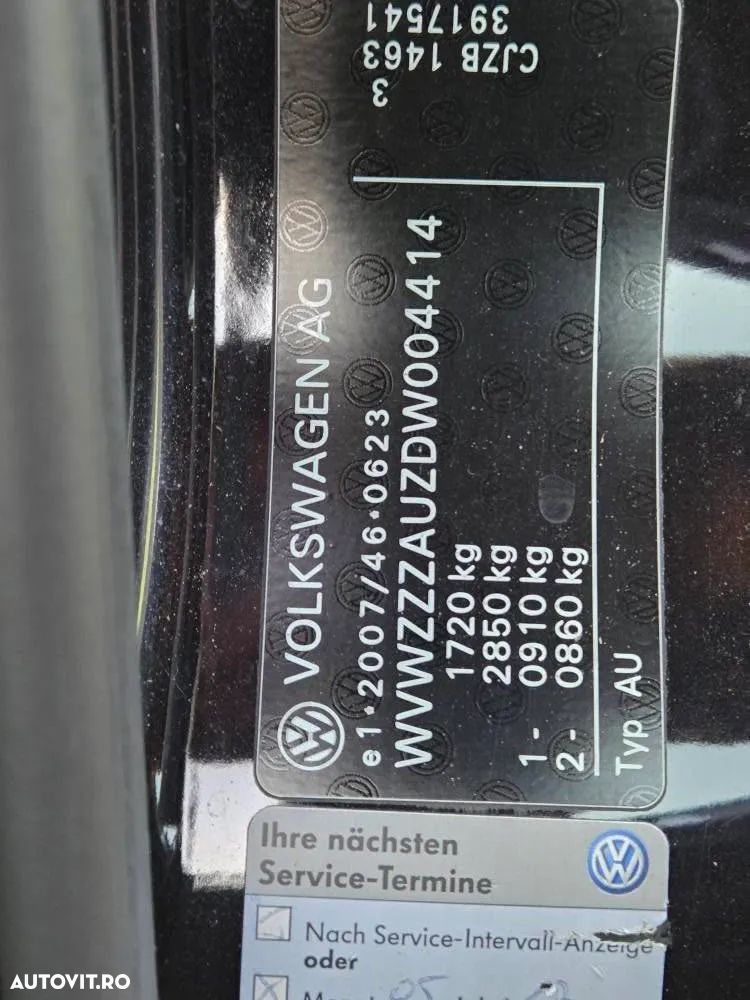 VOLKSWAGEN AG
e1*2007/46*0623
WVWZZZAUZDW004414
1720 kg
2850 kg
1 - 0910 kg
2 - 0860 kg
Typ AU
3
CJZB 1463
3917541
Ihre nächsten
Service-Termine
Nach Service-Intervall-Anzeige
oder
AUTOVIT.RO